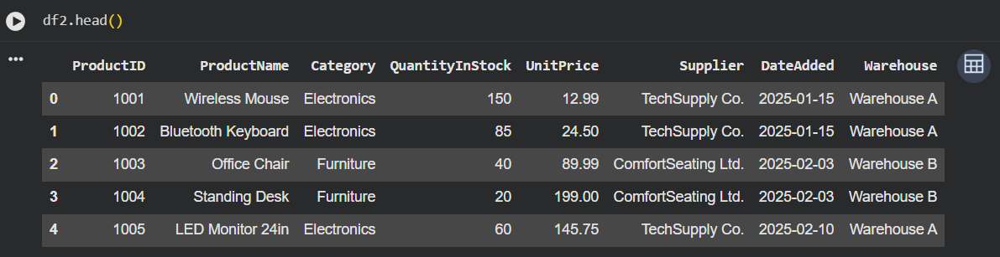 df2.head()
ProductID ProductName Category QuantityInStock UnitPrice Supplier DateAdded Warehouse
0 1001 Wireless Mouse Electronics 150 12.99 TechSupply Co. 2025-01-15 Warehouse A
1 1002 Bluetooth Keyboard Electronics 85 24.50 TechSupply Co. 2025-01-15 Warehouse A
2 1003 Office Chair Furniture 40 89.99 ComfortSeating Ltd. 2025-02-03 Warehouse B
3 1004 Standing Desk Furniture 20 199.00 ComfortSeating Ltd. 2025-02-03 Warehouse B
4 1005 LED Monitor 24in Electronics 60 145.75 TechSupply Co. 2025-02-10 Warehouse A